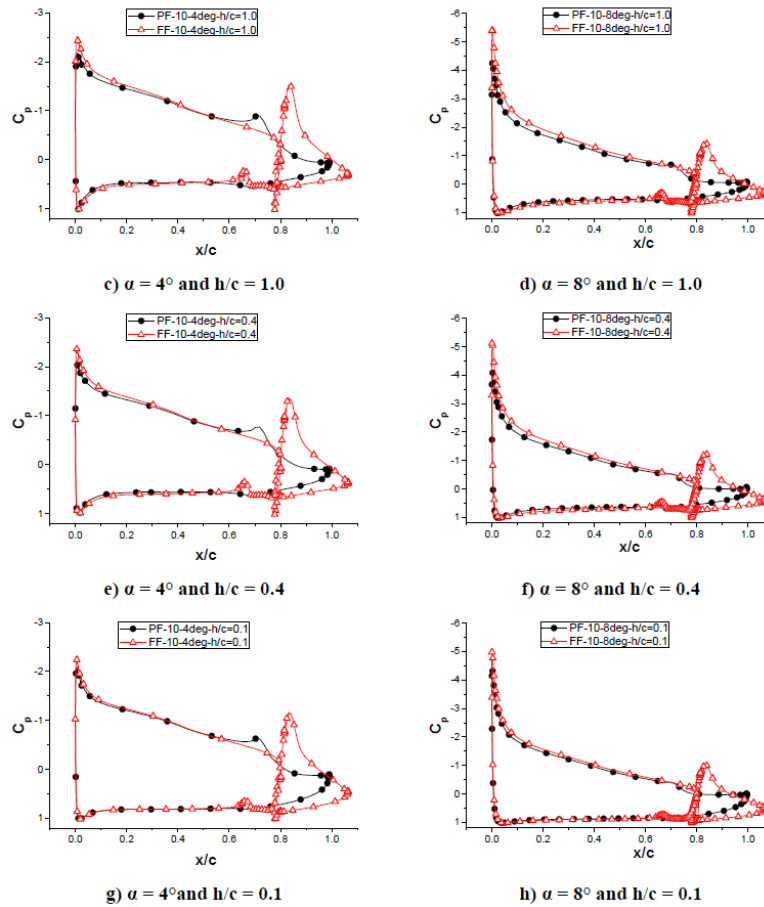 PF-10-4deg-h/c=1.0
FF-10-4deg-h/c=1.0
-3
-2
-1
0
1
Cp
0.0 0.2 0.4 0.6 0.8 1.0
x/c
c) α = 4° and h/c = 1.0
PF-10-8deg-h/c=1.0
FF-10-8deg-h/c=1.0
-6
-5
-4
-3
-2
-1
0
1
Cp
0.0 0.2 0.4 0.6 0.8 1.0
x/c
d) α = 8° and h/c = 1.0
PF-10-4deg-h/c=0.4
FF-10-4deg-h/c=0.4
-3
-2
-1
0
1
Cp
0.0 0.2 0.4 0.6 0.8 1.0
x/c
e) α = 4° and h/c = 0.4
PF-10-8deg-h/c=0.4
FF-10-8deg-h/c=0.4
-6
-5
-4
-3
-2
-1
0
1
Cp
0.0 0.2 0.4 0.6 0.8 1.0
x/c
f) α = 8° and h/c = 0.4
PF-10-4deg-h/c=0.1
FF-10-4deg-h/c=0.1
-3
-2
-1
0
1
Cp
0.0 0.2 0.4 0.6 0.8 1.0
x/c
g) α = 4°and h/c = 0.1
PF-10-8deg-h/c=0.1
FF-10-8deg-h/c=0.1
-6
-5
-4
-3
-2
-1
0
1
Cp
0.0 0.2 0.4 0.6 0.8 1.0
x/c
h) α = 8° and h/c = 0.1